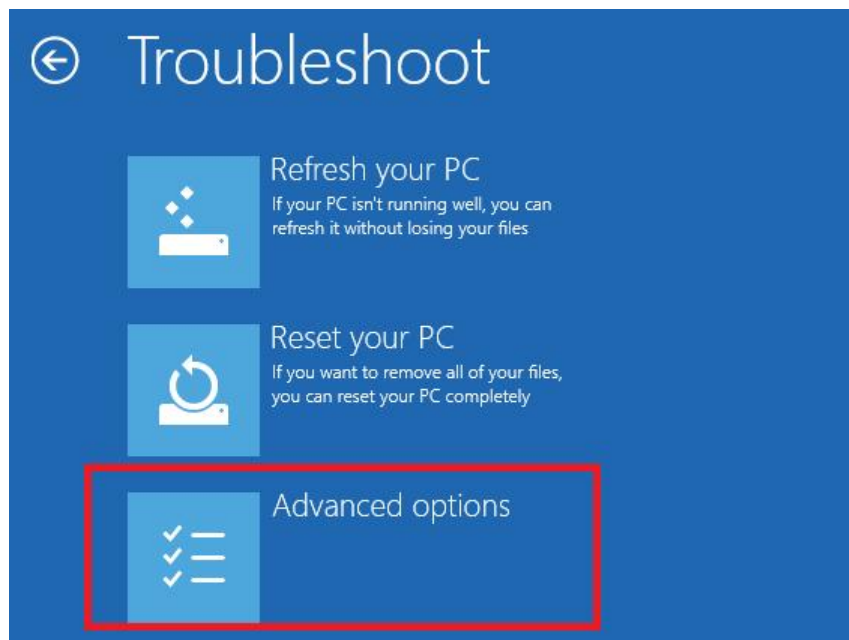 Troubleshoot
Refresh your PC
If your PC isn't running well, you can
refresh it without losing your files
Reset your PC
If you want to remove all of your files,
you can reset your PC completely
Advanced options